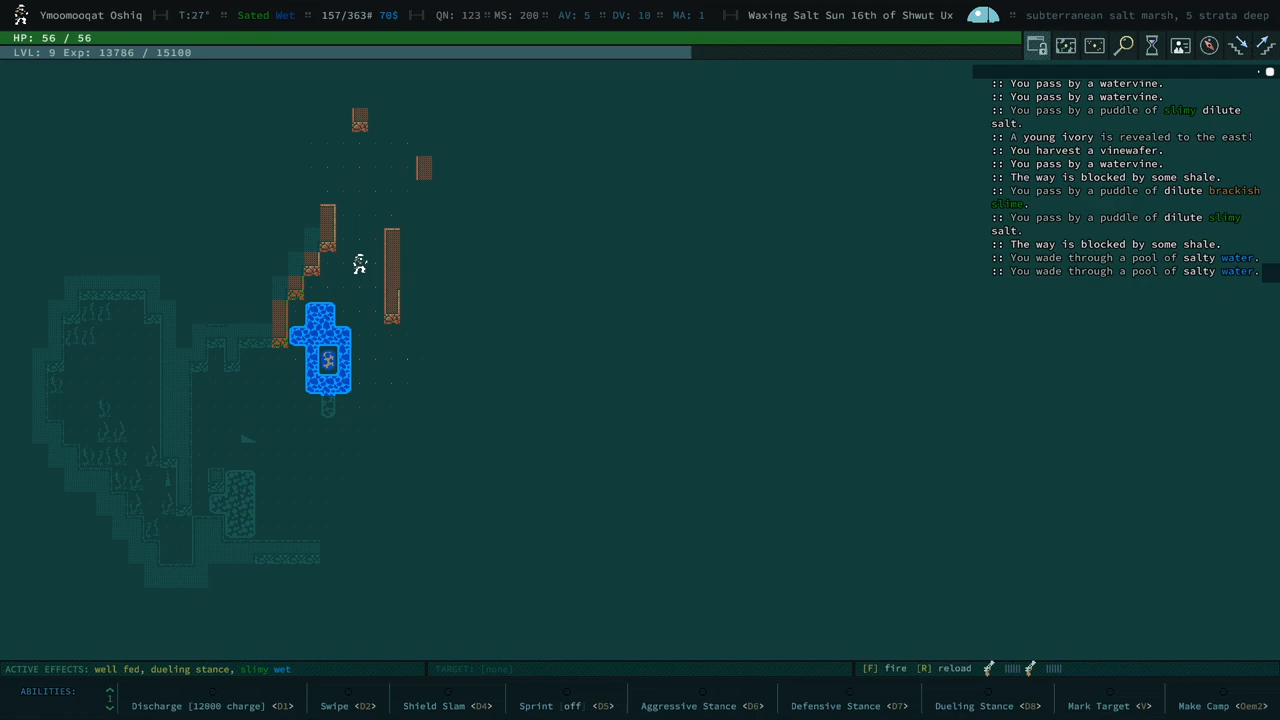 Ymoomooqat Oshiq T:27° Sated Wet 157/363# 70$ QN: 123 MS: 200 AV: 5 DV: 10 MA: 1 Waxing Salt Sun 16th of Shwut Ux subterranean salt marsh, 5 strata deep
HP: 56 / 56
LVL: 9 Exp: 13786 / 15100
:: You pass by a watervine.
:: You pass by a watervine.
:: You pass by a puddle of slimy dilute
salt.
:: A young ivory is revealed to the east!
:: You harvest a vinewafer.
:: You pass by a watervine.
:: The way is blocked by some shale.
:: You pass by a puddle of dilute brackish
slime.
:: You pass by a puddle of dilute slimy
salt.
:: The way is blocked by some shale.
:: You wade through a pool of salty water.
:: You wade through a pool of salty water.
ACTIVE EFFECTS: well fed, dueling stance, slimy wet TARGET: [none] [F] fire [R] reload
ABILITIES: 1 Discharge [12000 charge] <D1> Swipe <D2> Shield Slam <D4> Sprint [off] <D5> Aggressive Stance <D6> Defensive Stance <D7> Dueling Stance <D8> Mark Target <V> Make Camp <Oem2>